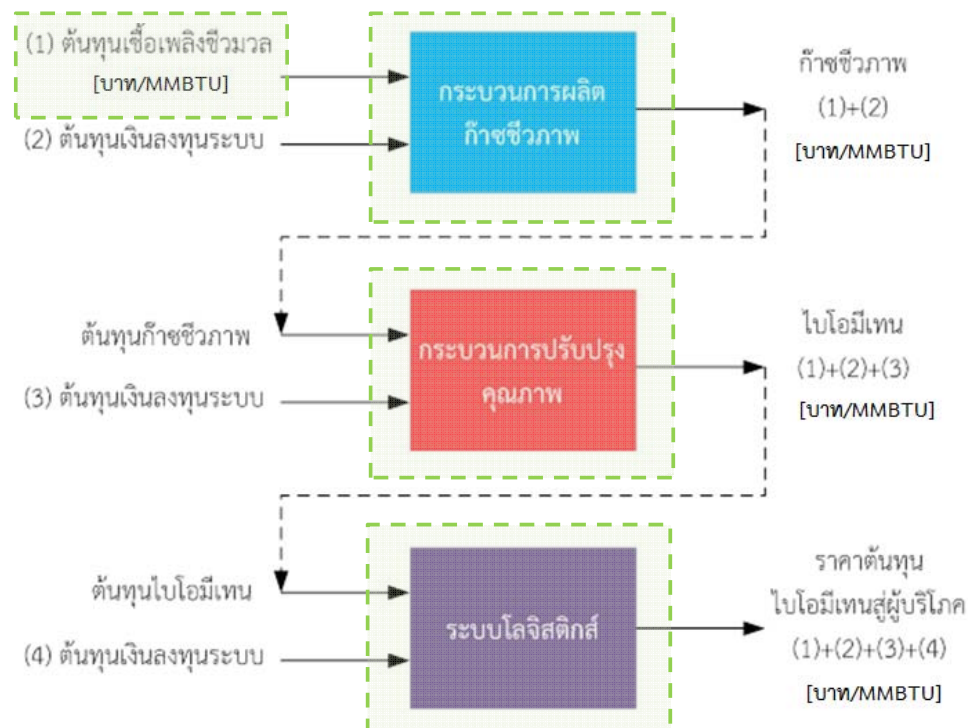 (1) ต้นทุนเชื้อเพลิงชีวมวล
[บาท/MMBTU]
(2) ต้นทุนเงินลงทุนระบบ
กระบวนการผลิต
ก๊าซชีวภาพ
ก๊าซชีวภาพ
(1)+(2)
[บาท/MMBTU]
ต้นทุนก๊าซชีวภาพ
(3) ต้นทุนเงินลงทุนระบบ
กระบวนการปรับปรุง
คุณภาพ
ไบโอมีเทน
(1)+(2)+(3)
[บาท/MMBTU]
ต้นทุนไบโอมีเทน
(4) ต้นทุนเงินลงทุนระบบ
ระบบโลจิสติกส์
ราคาต้นทุน
ไบโอมีเทนสู่ผู้บริโภค
(1)+(2)+(3)+(4)
[บาท/MMBTU]